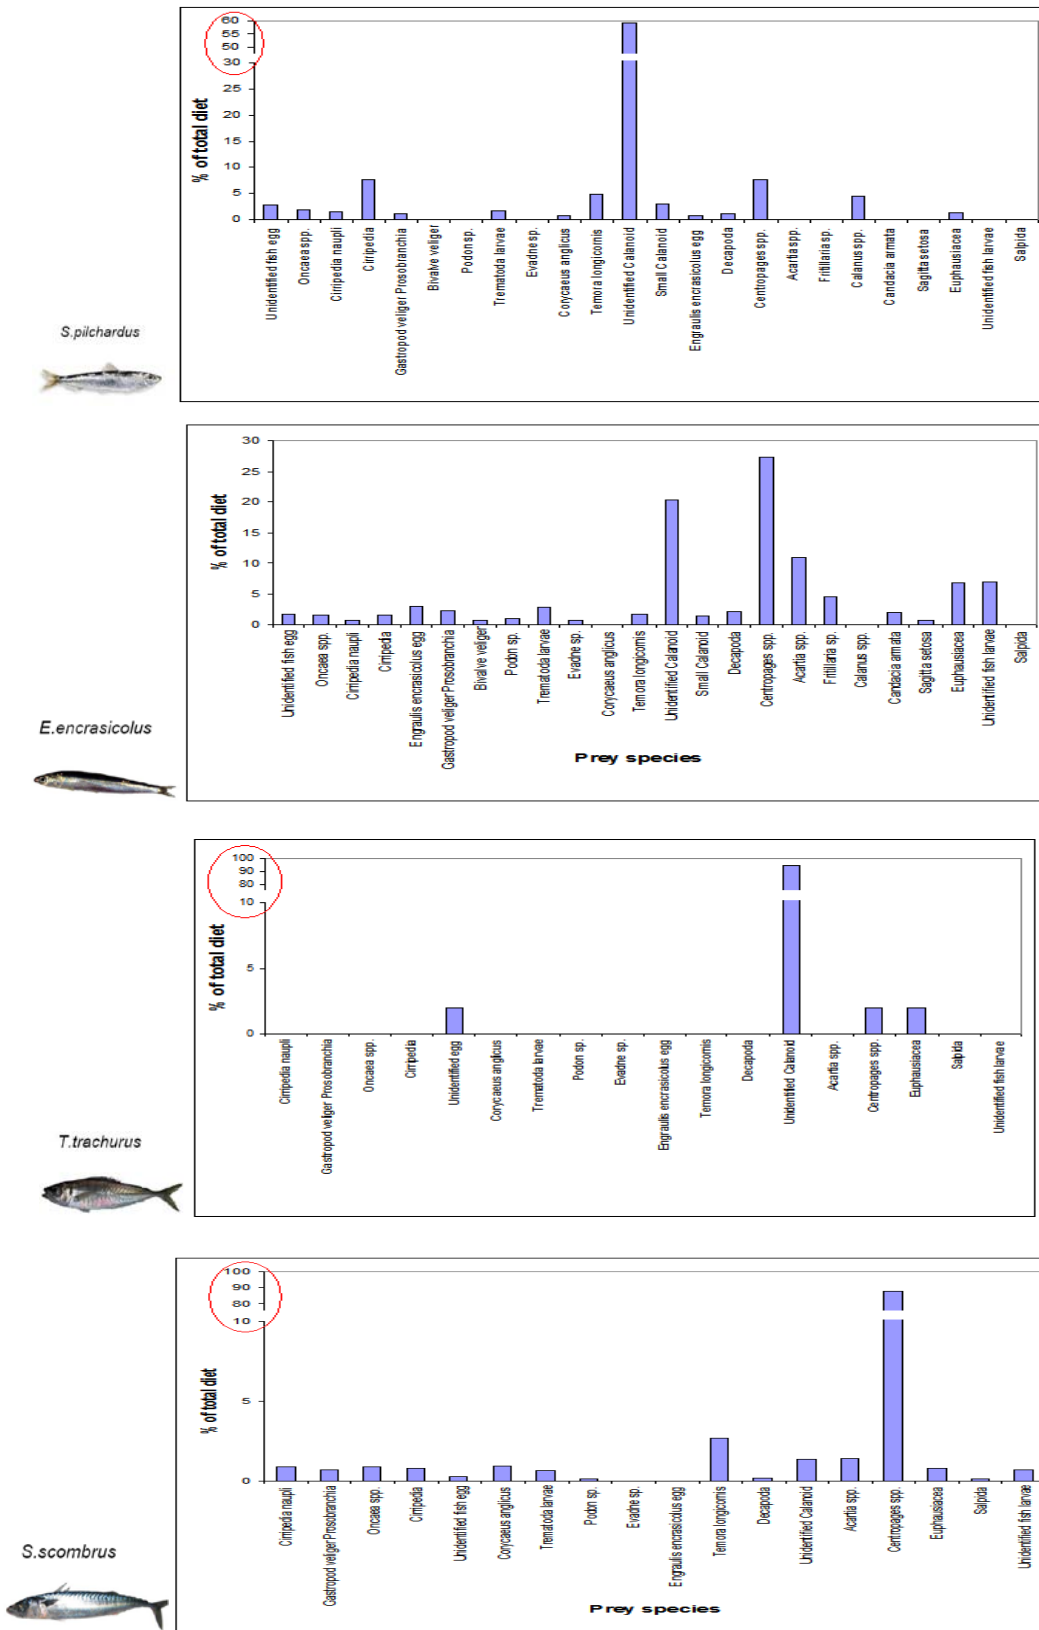 60
55
50
30
25
20
15
10
5
0
% of total diet
Unidentified fish egg
Oncaea spp.
Cirripedia naupli
Cirripedia
Gastropod veliger Prosobranchia
Bivalve veliger
Podon sp.
Trematoda larvae
Evadne sp.
Corycaeus anglicus
Temora longicornis
Unidentified Calanoid
Small Calanoid
Engraulis encrasicolus egg
Decapoda
Centropages spp.
Acartia spp.
Fritillaria sp.
Calanus spp.
Candacia armata
Sagitta setosa
Euphausiacea
Unidentified fish larvae
Salpida
S.pilchardus
30
25
20
15
10
5
0
% of total diet
Unidentified fish egg
Oncaea spp.
Cirripedia naupli
Cirripedia
Engraulis encrasicolus egg
Gastropod veliger Prosobanchia
Bivalve veliger
Podon sp.
Trematoda larvae
Evadne sp.
Corycaeus anglicus
Temora longicornis
Unidentified Calanoid
Small Calanoid
Decapoda
Centropages spp.
Acartia spp.
Fritillaria sp.
Calanus spp.
Candacia armata
Sagitta setosa
Euphausiacea
Unidentified fish larvae
Salpida
Prey species
E.encrasicolus
100
90
80
10
5
0
% of total diet
Cirripedia naupli
Gastropod veliger Prosobranchia
Oncaea spp.
Cirripedia
Unidentified egg
Corycaeus anglicus
Trematoda larvae
Podon sp.
Evadne sp.
Engraulis encrasicolus egg
Temora longicornis
Decapoda
Unidentified Calanoid
Acartia spp.
Centropages spp.
Euphausiacea
Salpida
Unidentified fish larvae
T.trachurus
100
90
80
10
5
0
% of total diet
Cirripedia naupli
Gastropod veliger Prosobranchia
Oncaea spp.
Cirripedia
Unidentified fish egg
Corycaeus anglicus
Trematoda larvae
Podon sp.
Evadne sp.
Engraulis encrasicolus egg
Temora longicornis
Decapoda
Unidentified Calanoid
Acartia spp.
Centropages spp.
Euphausiacea
Salpida
Unidentified fish larvae
Prey species
S.scombrus